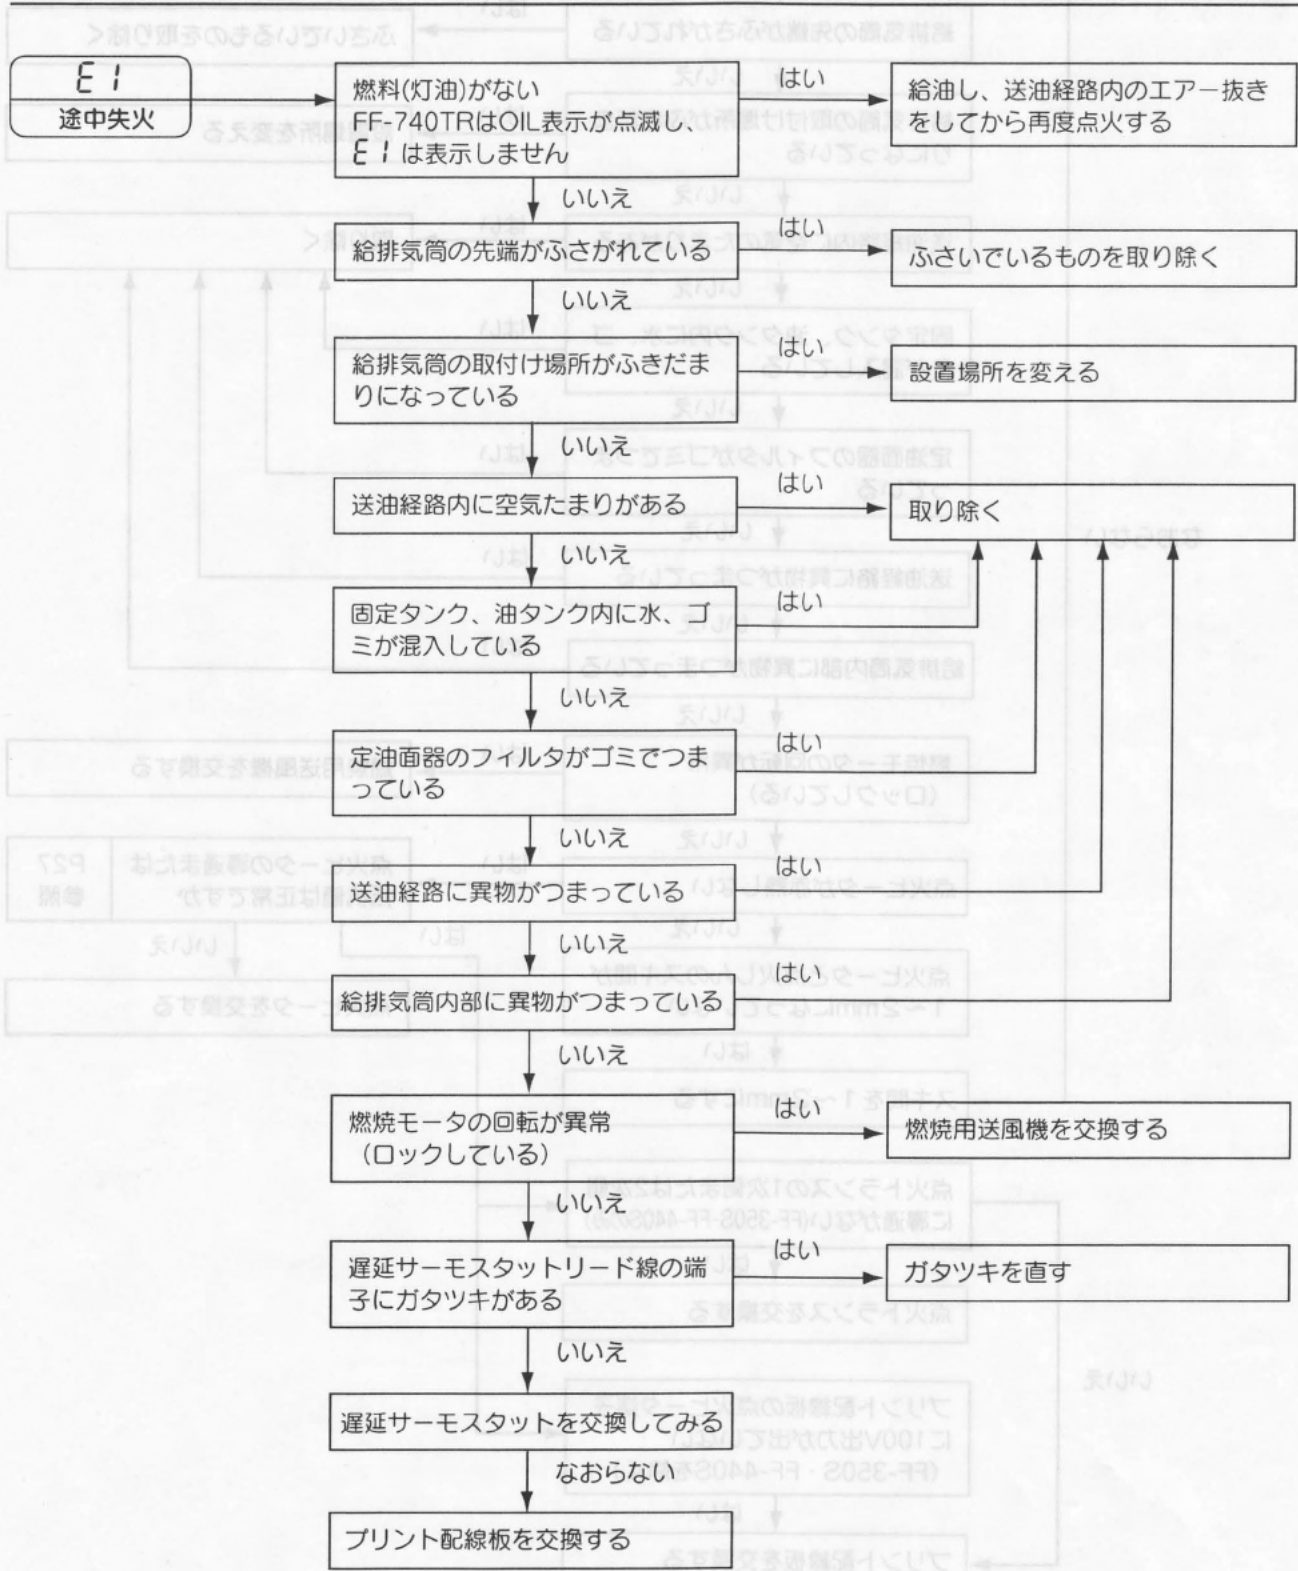 E1
途中失火
燃料(灯油)がない
FF-740TRはOIL表示が点滅し、
E1 は表示しません
はい
給油し、送油経路内のエアー抜き
をしてから再度点火する
いいえ
給排気筒の先端がふさがれている
はい
ふさいでいるものを取り除く
いいえ
給排気筒の取付け場所がふきだま
りになっている
はい
設置場所を変える
いいえ
送油経路内に空気たまりがある
はい
取り除く
いいえ
固定タンク、油タンク内に水、ゴ
ミが混入している
はい
いいえ
定油面器のフィルタがゴミでつま
っている
はい
いいえ
送油経路に異物がつまっている
はい
いいえ
給排気筒内部に異物がつまっている
はい
いいえ
燃焼モータの回転が異常
（ロックしている）
はい
燃焼用送風機を交換する
いいえ
遅延サーモスタットリード線の端
子にガタツキがある
はい
ガタツキを直す
いいえ
遅延サーモスタットを交換してみる
なおらない
プリント配線板を交換する